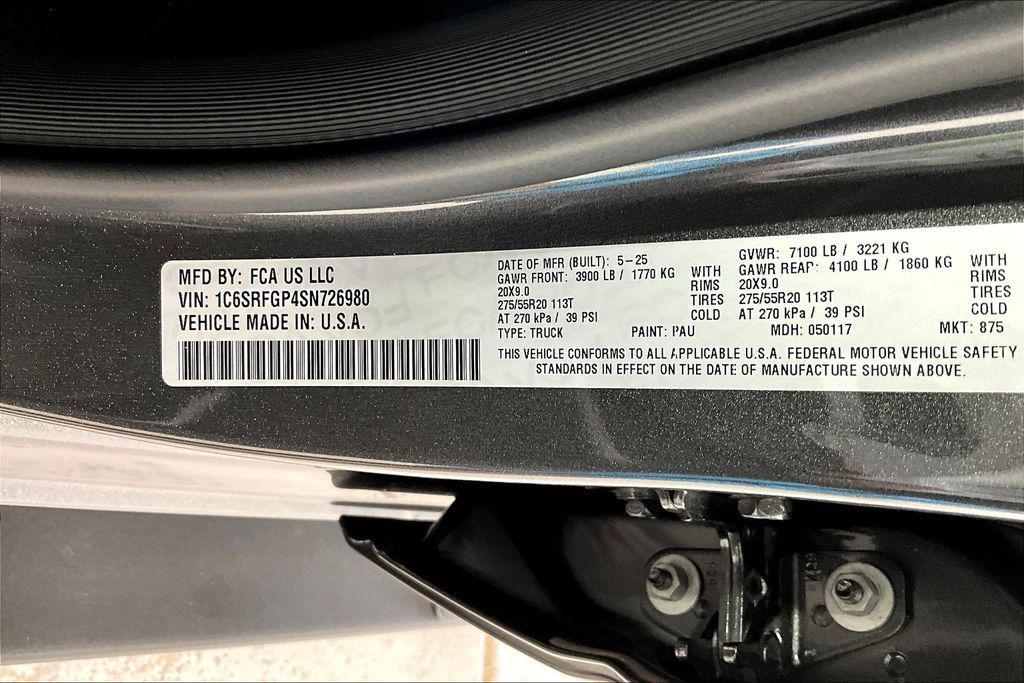 MFD BY: FCA US LLC
VIN: 1C6SRFGP4SN726980
VEHICLE MADE IN: U.S.A.
DATE OF MFR (BUILT): 5-25
GAWR FRONT: 3900 LB / 1770 KG WITH
20X9.0 RIMS
275/55R20 113T TIRES
AT 270 kPa / 39 PSI COLD
GVWR: 7100 LB / 3221 KG
GAWR REAR: 4100 LB / 1860 KG WITH
20X9.0 RIMS
275/55R20 113T TIRES
AT 270 kPa / 39 PSI COLD
TYPE: TRUCK PAINT: PAU MDH: 050117 MKT: 875
THIS VEHICLE CONFORMS TO ALL APPLICABLE U.S.A. FEDERAL MOTOR VEHICLE SAFETY
STANDARDS IN EFFECT ON THE DATE OF MANUFACTURE SHOWN ABOVE.